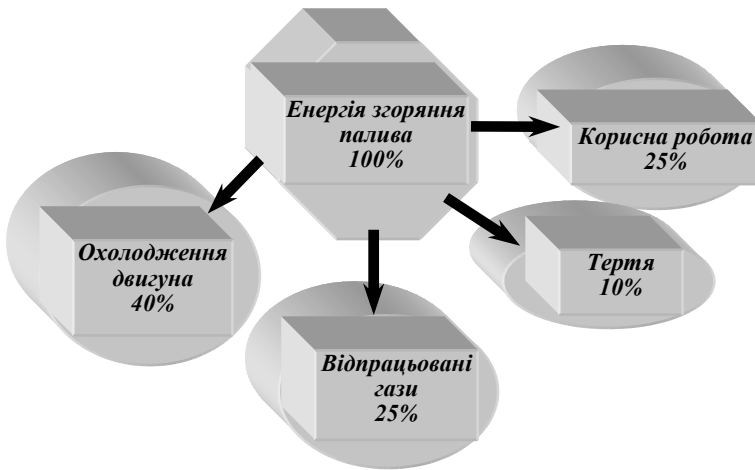 Енергія згоряння
палива
100%
Корисна робота
25%
Охолодження
двигуна
40%
Тертя
10%
Відпрацьовані
гази
25%